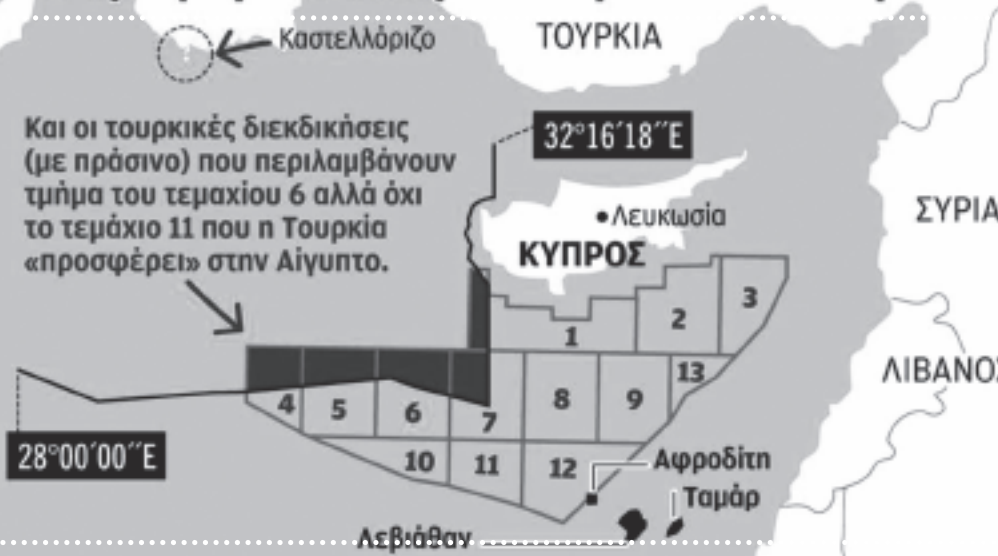 Καστελλόριζο
ΤΟΥΡΚΙΑ
32°16΄18΄΄E
Και οι τουρκικές διεκδικήσεις
(με πράσινο) που περιλαμβάνουν
τμήμα του τεμαχίου 6 αλλά όχι
το τεμάχιο 11 που η Τουρκία
«προσφέρει» στην Αίγυπτο.
Λευκωσία
ΚΥΠΡΟΣ
ΣΥΡΙΑ
ΛΙΒΑΝΟΣ
1
2
3
13
4
5
6
7
8
9
10
11
12
28°00΄00΄΄E
Αφροδίτη
Ταμάρ
Λεβιάθαν